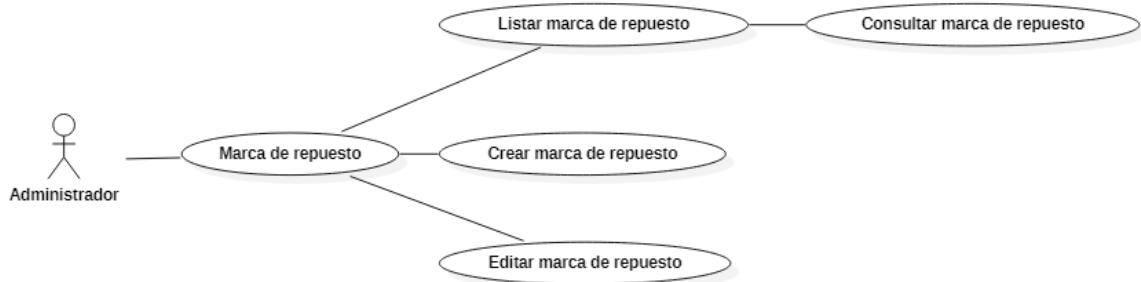 Listar marca de repuesto
Consultar marca de repuesto
Marca de repuesto
Crear marca de repuesto
Administrador
Editar marca de repuesto